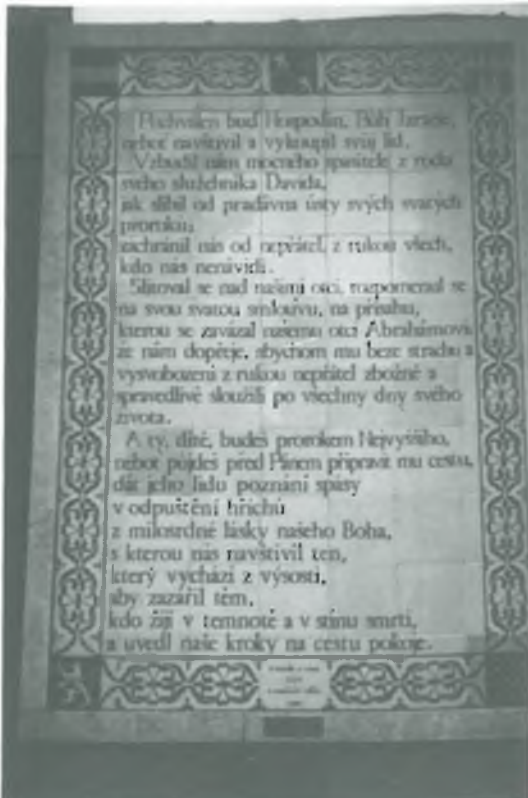 Pochválen buď Hospodin, Bůh Izraele,
neboť navštívil a vykoupil svůj lid.
Vzbudil nám mocného spasitele z rodu
svého služebníka Davida,
jak slíbil od pradávna ústy svých svatých
proroků;
zachránil nás od nepřátel, z rukou všech,
kdo nás nenávidí.
Slitoval se nad našimi otci, rozpomenul se
na svou svatou smlouvu, na přísahu,
kterou se zavázal našemu otci Abrahámovi:
že nám dopřeje, abychom mu beze strachu a
vysvobozeni z rukou nepřátel zbožně a
spravedlivě sloužili po všechny dny svého
života.
A ty, dítě, budeš prorokem Nejvyššího,
neboť půjdeš před Pánem připravit mu cestu,
dát jeho lidu poznání spásy
v odpuštění hříchů
z milosrdné lásky našeho Boha,
s kterou nás navštívil ten,
který vychází z výsosti,
aby zazářil těm,
kdo žijí v temnotě a v stínu smrti,
a uvedl naše kroky na cestu pokoje.